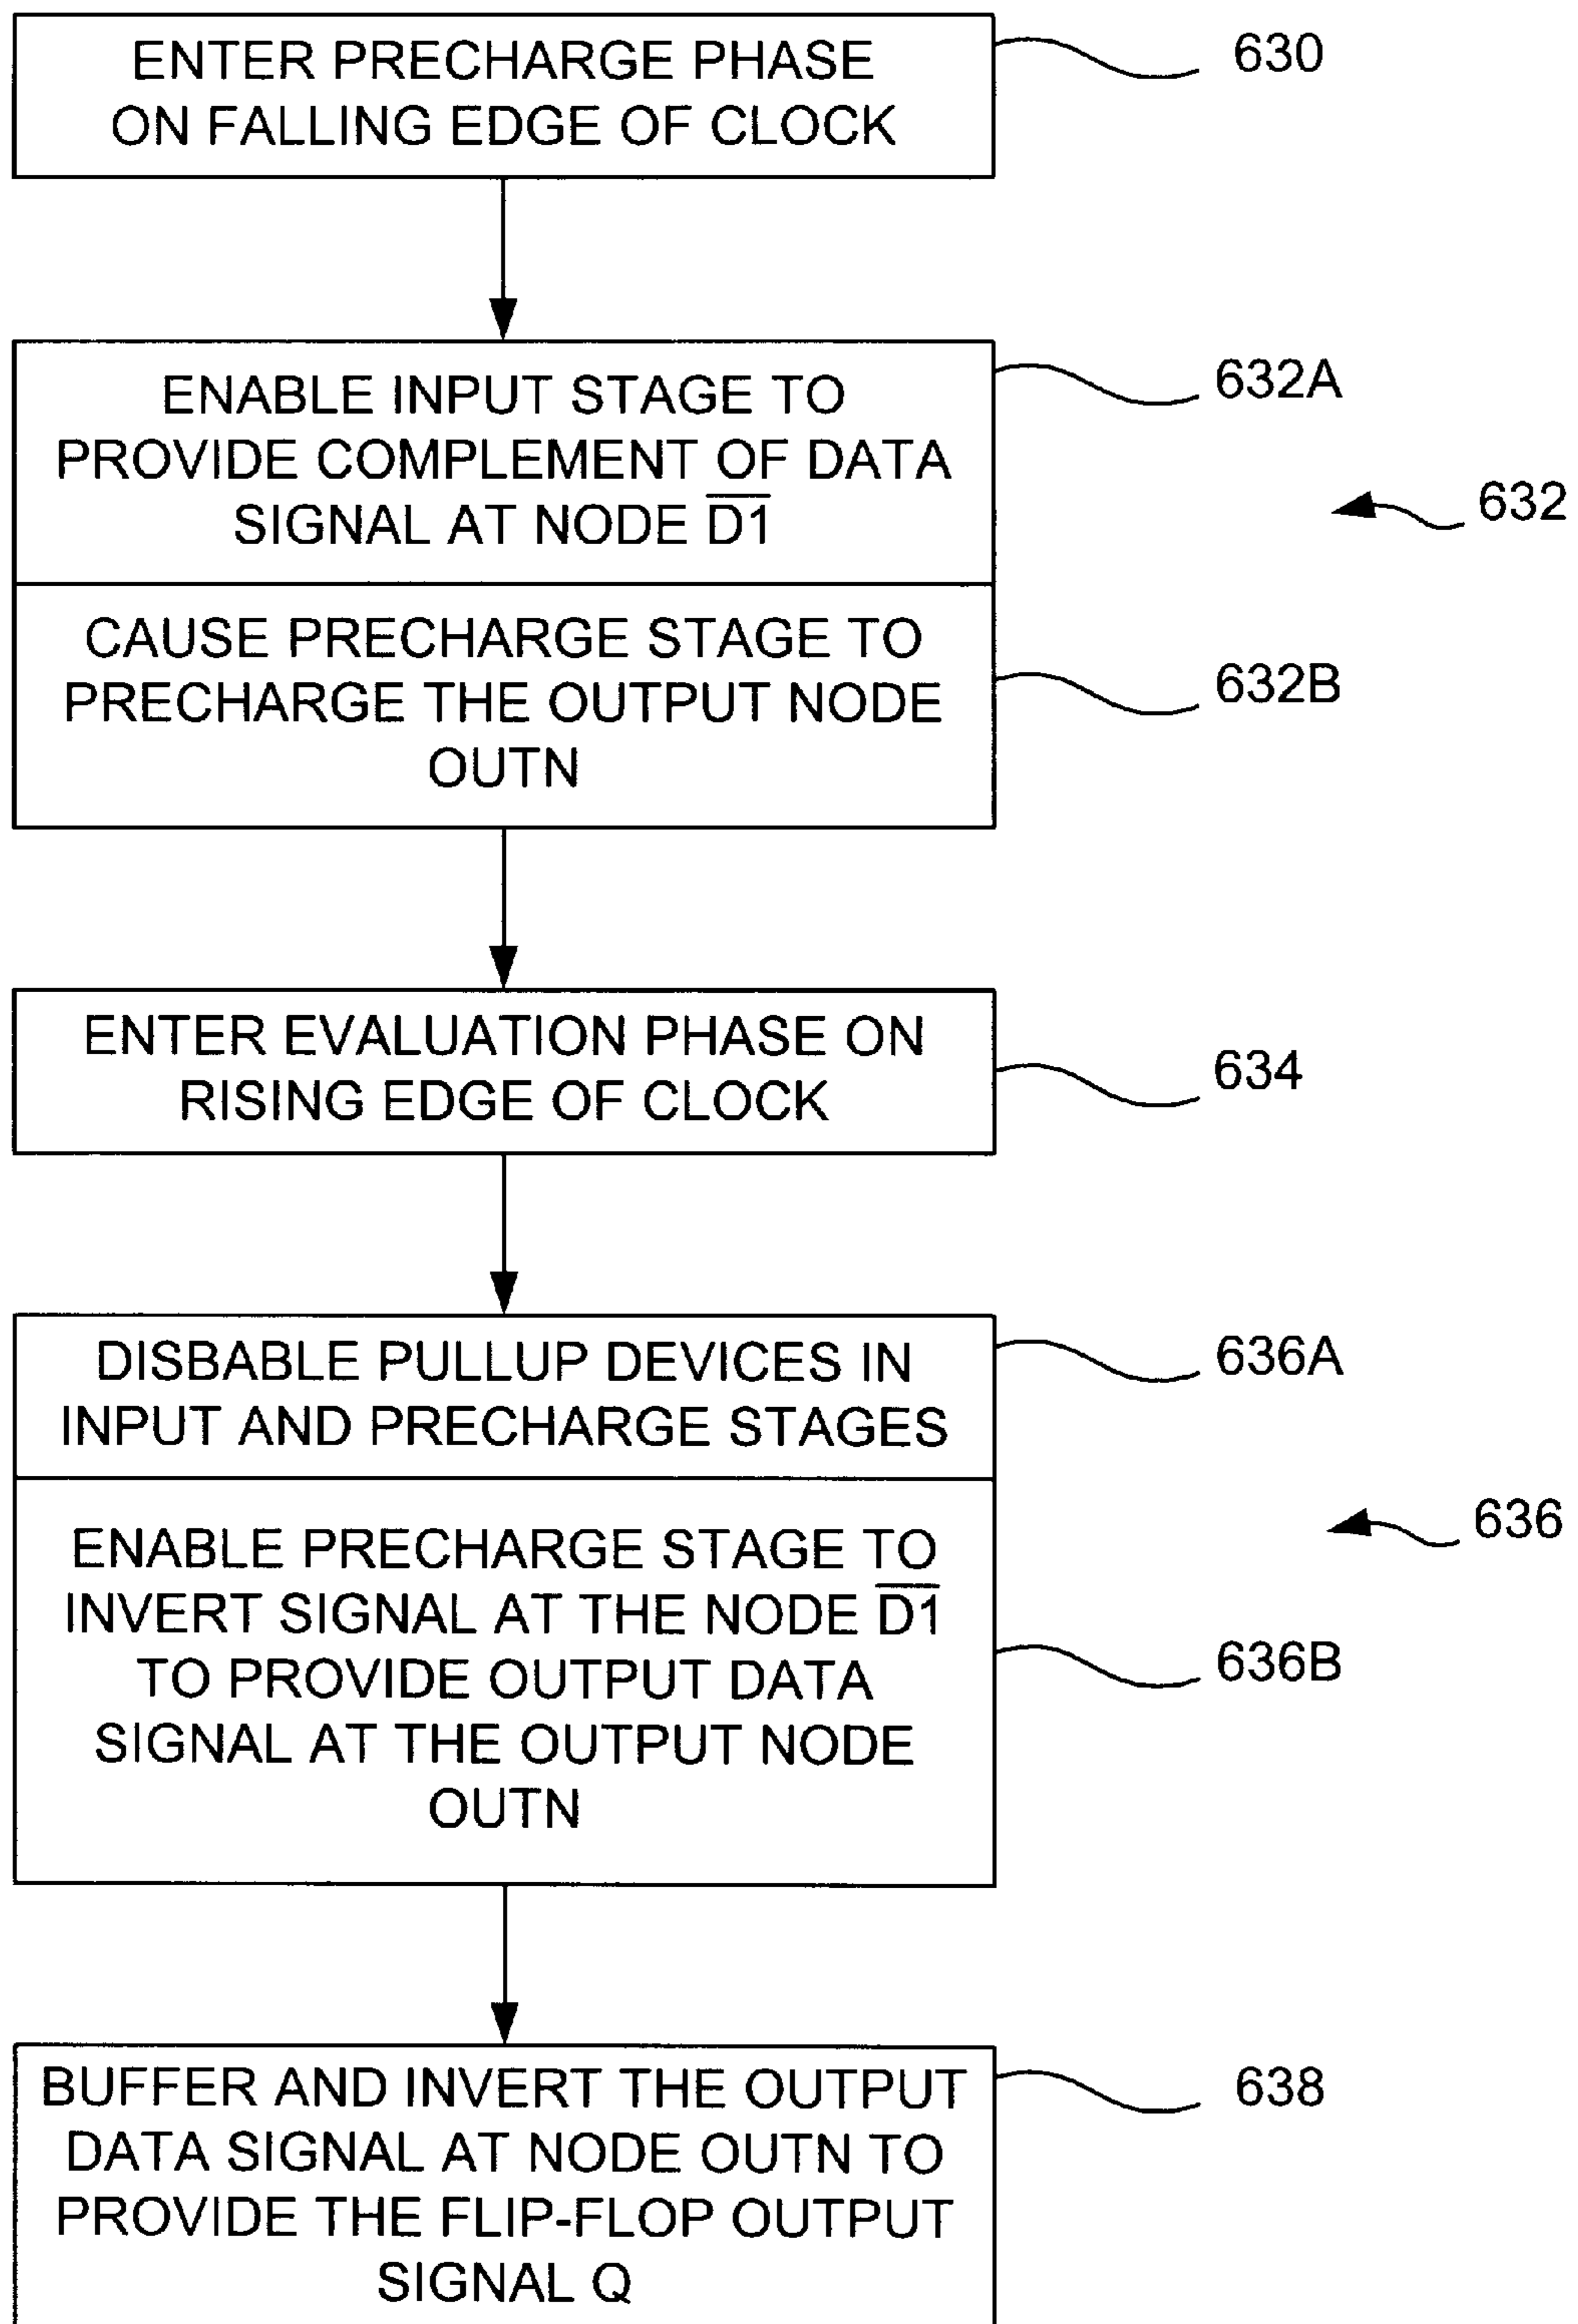 ENTER PRECHARGE PHASE
ON FALLING EDGE OF CLOCK
630
ENABLE INPUT STAGE TO
PROVIDE COMPLEMENT OF DATA
SIGNAL AT NODE D̅1̅
632A
632
CAUSE PRECHARGE STAGE TO
PRECHARGE THE OUTPUT NODE
OUTN
632B
ENTER EVALUATION PHASE ON
RISING EDGE OF CLOCK
634
DISBABLE PULLUP DEVICES IN
INPUT AND PRECHARGE STAGES
636A
636
ENABLE PRECHARGE STAGE TO
INVERT SIGNAL AT THE NODE D̅1̅
TO PROVIDE OUTPUT DATA
SIGNAL AT THE OUTPUT NODE
OUTN
636B
BUFFER AND INVERT THE OUTPUT
DATA SIGNAL AT NODE OUTN TO
PROVIDE THE FLIP-FLOP OUTPUT
SIGNAL Q
638